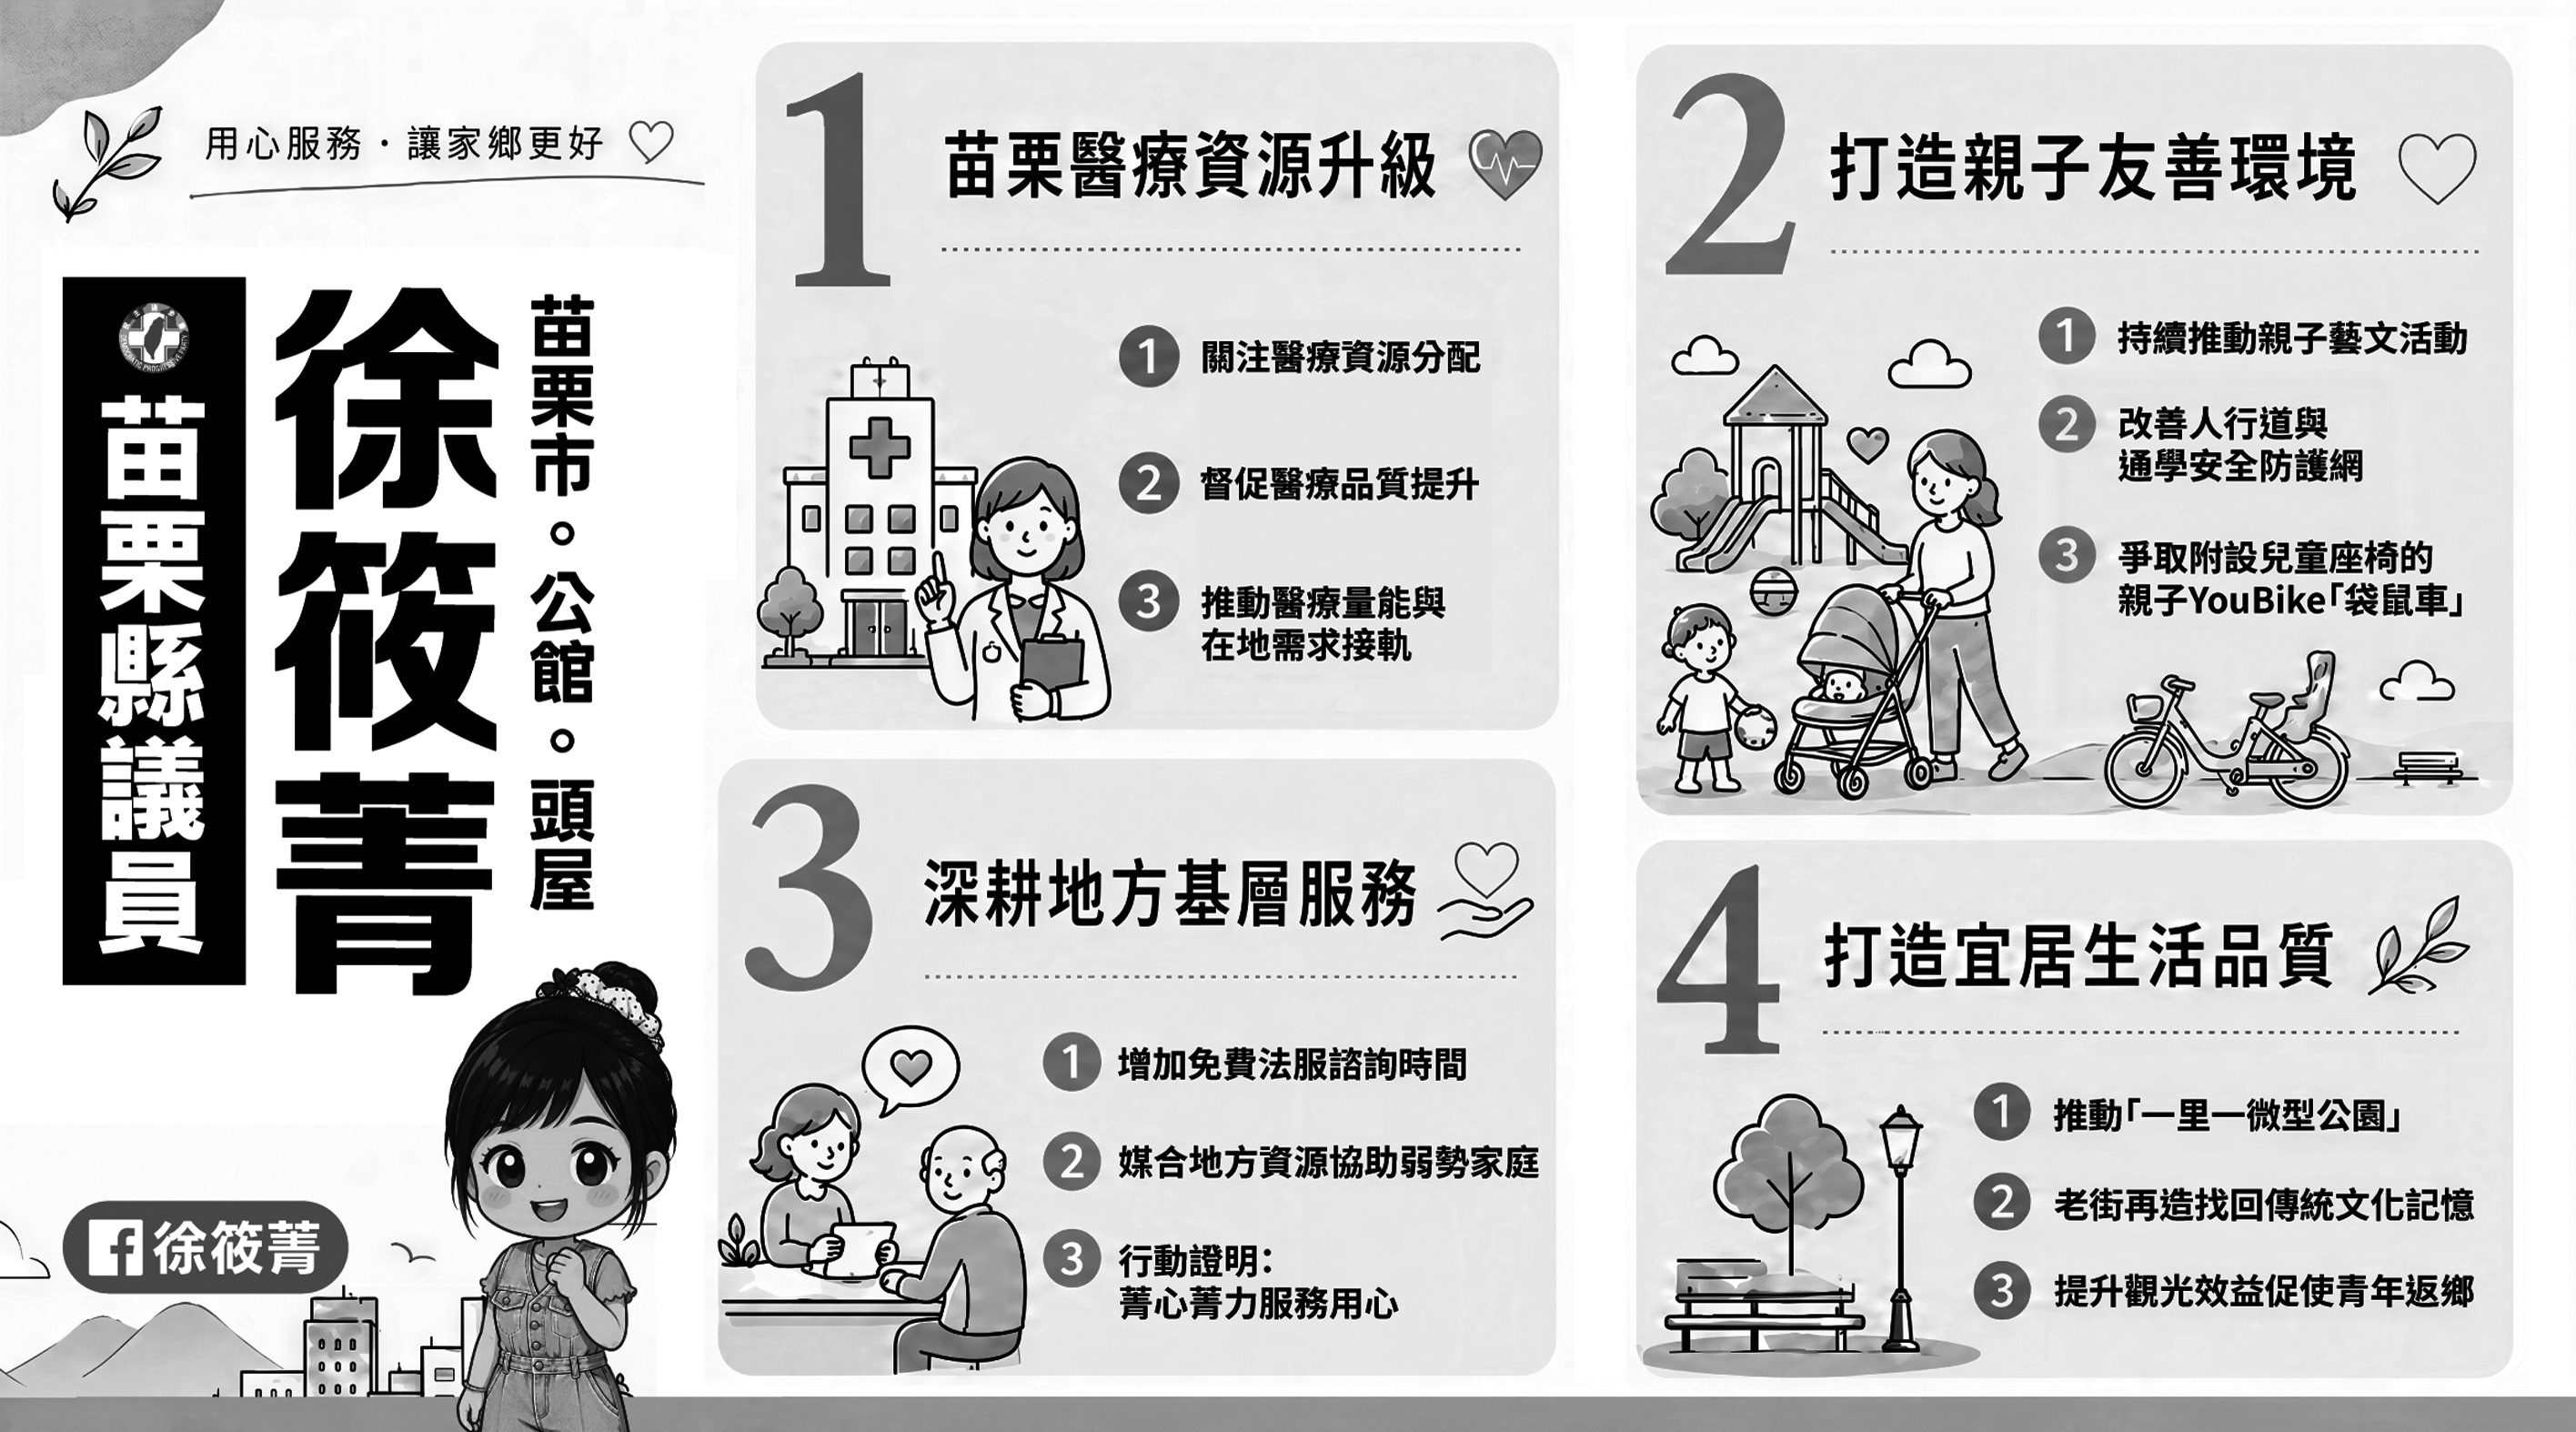 用心服務・讓家鄉更好
苗栗縣議員
徐筱菁
苗栗市。公館。頭屋
徐筱菁
1
苗栗醫療資源升級
1 關注醫療資源分配
2 督促醫療品質提升
3 推動醫療量能與
在地需求接軌
2
打造親子友善環境
1 持續推動親子藝文活動
2 改善人行道與
通學安全防護網
3 爭取附設兒童座椅的
親子YouBike「袋鼠車」
3
深耕地方基層服務
1 增加免費法服諮詢時間
2 媒合地方資源協助弱勢家庭
3 行動證明：
菁心菁力服務用心
4
打造宜居生活品質
1 推動「一里一微型公園」
2 老街再造找回傳統文化記憶
3 提升觀光效益促使青年返鄉